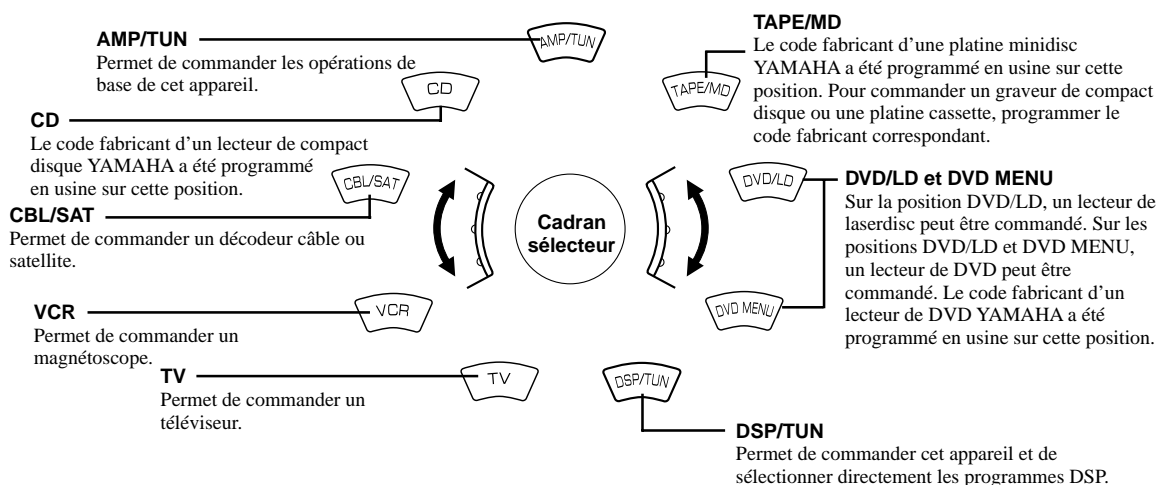 AMP/TUN
Permet de commander les opérations de
base de cet appareil.
CD
Le code fabricant d'un lecteur de compact
disque YAMAHA a été programmé
en usine sur cette position.
CBL/SAT
Permet de commander un décodeur câble ou
satellite.
VCR
Permet de commander un
magnétoscope.
TV
Permet de commander un
téléviseur.
AMP/TUN
CD
CBL/SAT
VCR
TV
Cadran
sélecteur
TAPE/MD
DVD/LD
DVD MENU
DSP/TUN
TAPE/MD
Le code fabricant d'une platine minidisc
YAMAHA a été programmé en usine sur cette
position. Pour commander un graveur de compact
disque ou une platine cassette, programmer le
code fabricant correspondant.
DVD/LD et DVD MENU
Sur la position DVD/LD, un lecteur de
laserdisc peut être commandé. Sur les
positions DVD/LD et DVD MENU,
un lecteur de DVD peut être
commandé. Le code fabricant d'un
lecteur de DVD YAMAHA a été
programmé en usine sur cette position.
DSP/TUN
Permet de commander cet appareil et de
sélectionner directement les programmes DSP.